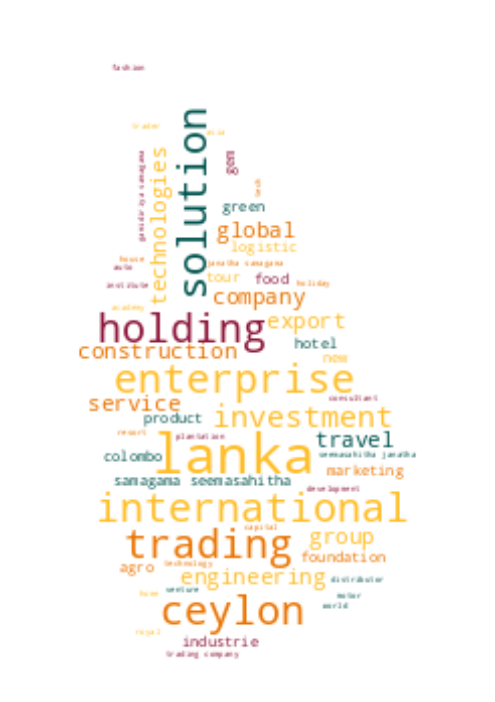 fashion
trader
asia
solution
technologies
gamidiriya samagama
gem
green
global
logistic
house
auto
janatha samagama
institute
tour
food
holiday
academy
company
holding
export
construction
hotel
new
enterprise
service
consultant
product
investment
resort
plantation
travel
colombo
lanka
seemasahitha janatha
marketing
samagama seemasahitha
development
international
capital
trading
group
foundation
agro
technology
engineering
distributor
home
venture
motor
ceylon
world
royal
industrie
trading company